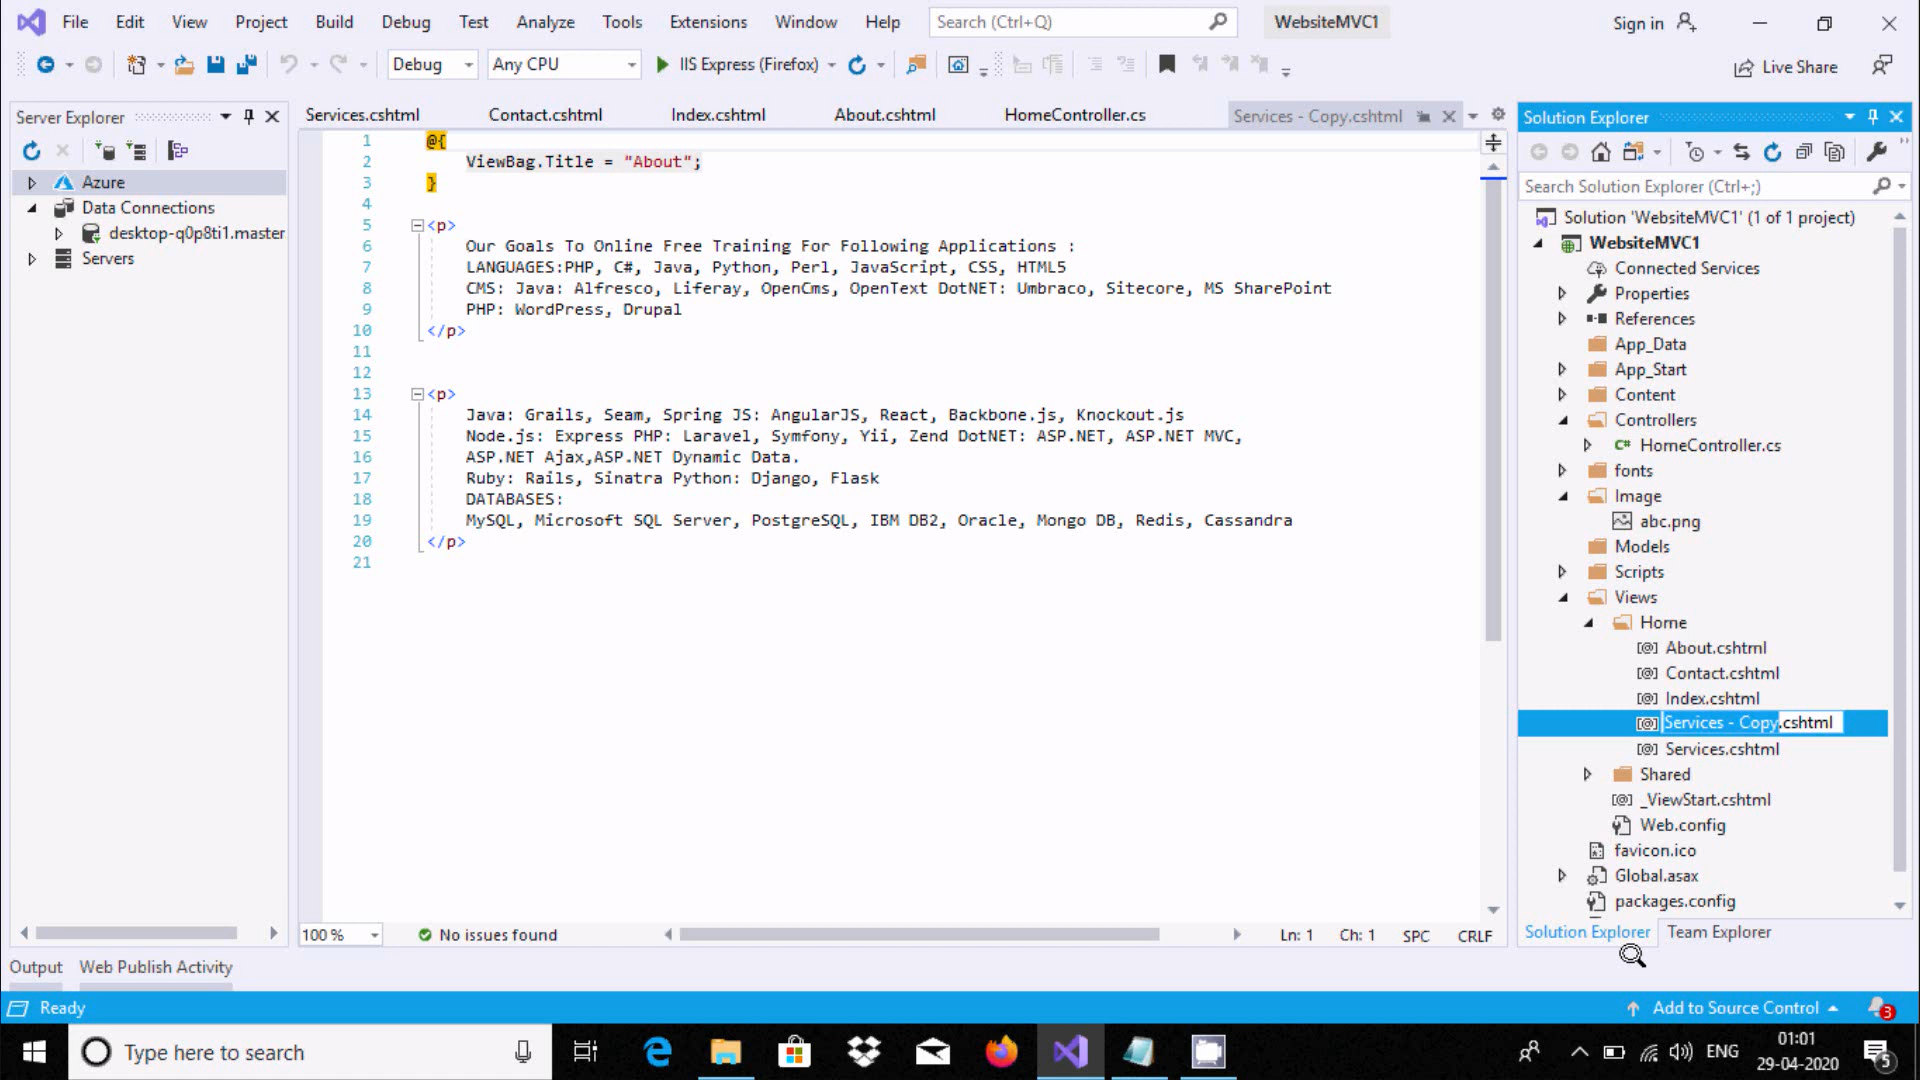 File Edit View Project Build Debug Test Analyze Tools Extensions Window Help Search (Ctrl+Q) WebsiteMVC1 Sign in
Debug Any CPU IIS Express (Firefox) Live Share
Server Explorer
Azure
Data Connections
desktop-q0p8ti1.master
Servers
Services.cshtml Contact.cshtml Index.cshtml About.cshtml HomeController.cs Services - Copy.cshtml
1 @{
2 ViewBag.Title = "About";
3 }
4
5 <p>
6 Our Goals To Online Free Training For Following Applications :
7 LANGUAGES:PHP, C#, Java, Python, Perl, JavaScript, CSS, HTML5
8 CMS: Java: Alfresco, Liferay, OpenCms, OpenText DotNET: Umbraco, Sitecore, MS SharePoint
9 PHP: WordPress, Drupal
10 </p>
11
12
13 <p>
14 Java: Grails, Seam, Spring JS: AngularJS, React, Backbone.js, Knockout.js
15 Node.js: Express PHP: Laravel, Symfony, Yii, Zend DotNET: ASP.NET, ASP.NET MVC,
16 ASP.NET Ajax,ASP.NET Dynamic Data.
17 Ruby: Rails, Sinatra Python: Django, Flask
18 DATABASES:
19 MySQL, Microsoft SQL Server, PostgreSQL, IBM DB2, Oracle, Mongo DB, Redis, Cassandra
20 </p>
21
100 % No issues found Ln: 1 Ch: 1 SPC CRLF
Solution Explorer
Search Solution Explorer (Ctrl+;)
Solution 'WebsiteMVC1' (1 of 1 project)
WebsiteMVC1
Connected Services
Properties
References
App_Data
App_Start
Content
Controllers
C# HomeController.cs
fonts
Image
abc.png
Models
Scripts
Views
Home
[@] About.cshtml
[@] Contact.cshtml
[@] Index.cshtml
[@] Services - Copy.cshtml
[@] Services.cshtml
Shared
[@] _ViewStart.cshtml
Web.config
favicon.ico
Global.asax
packages.config
Solution Explorer Team Explorer
Output Web Publish Activity
Ready Add to Source Control 3
Type here to search ENG 01:01
29-04-2020 5